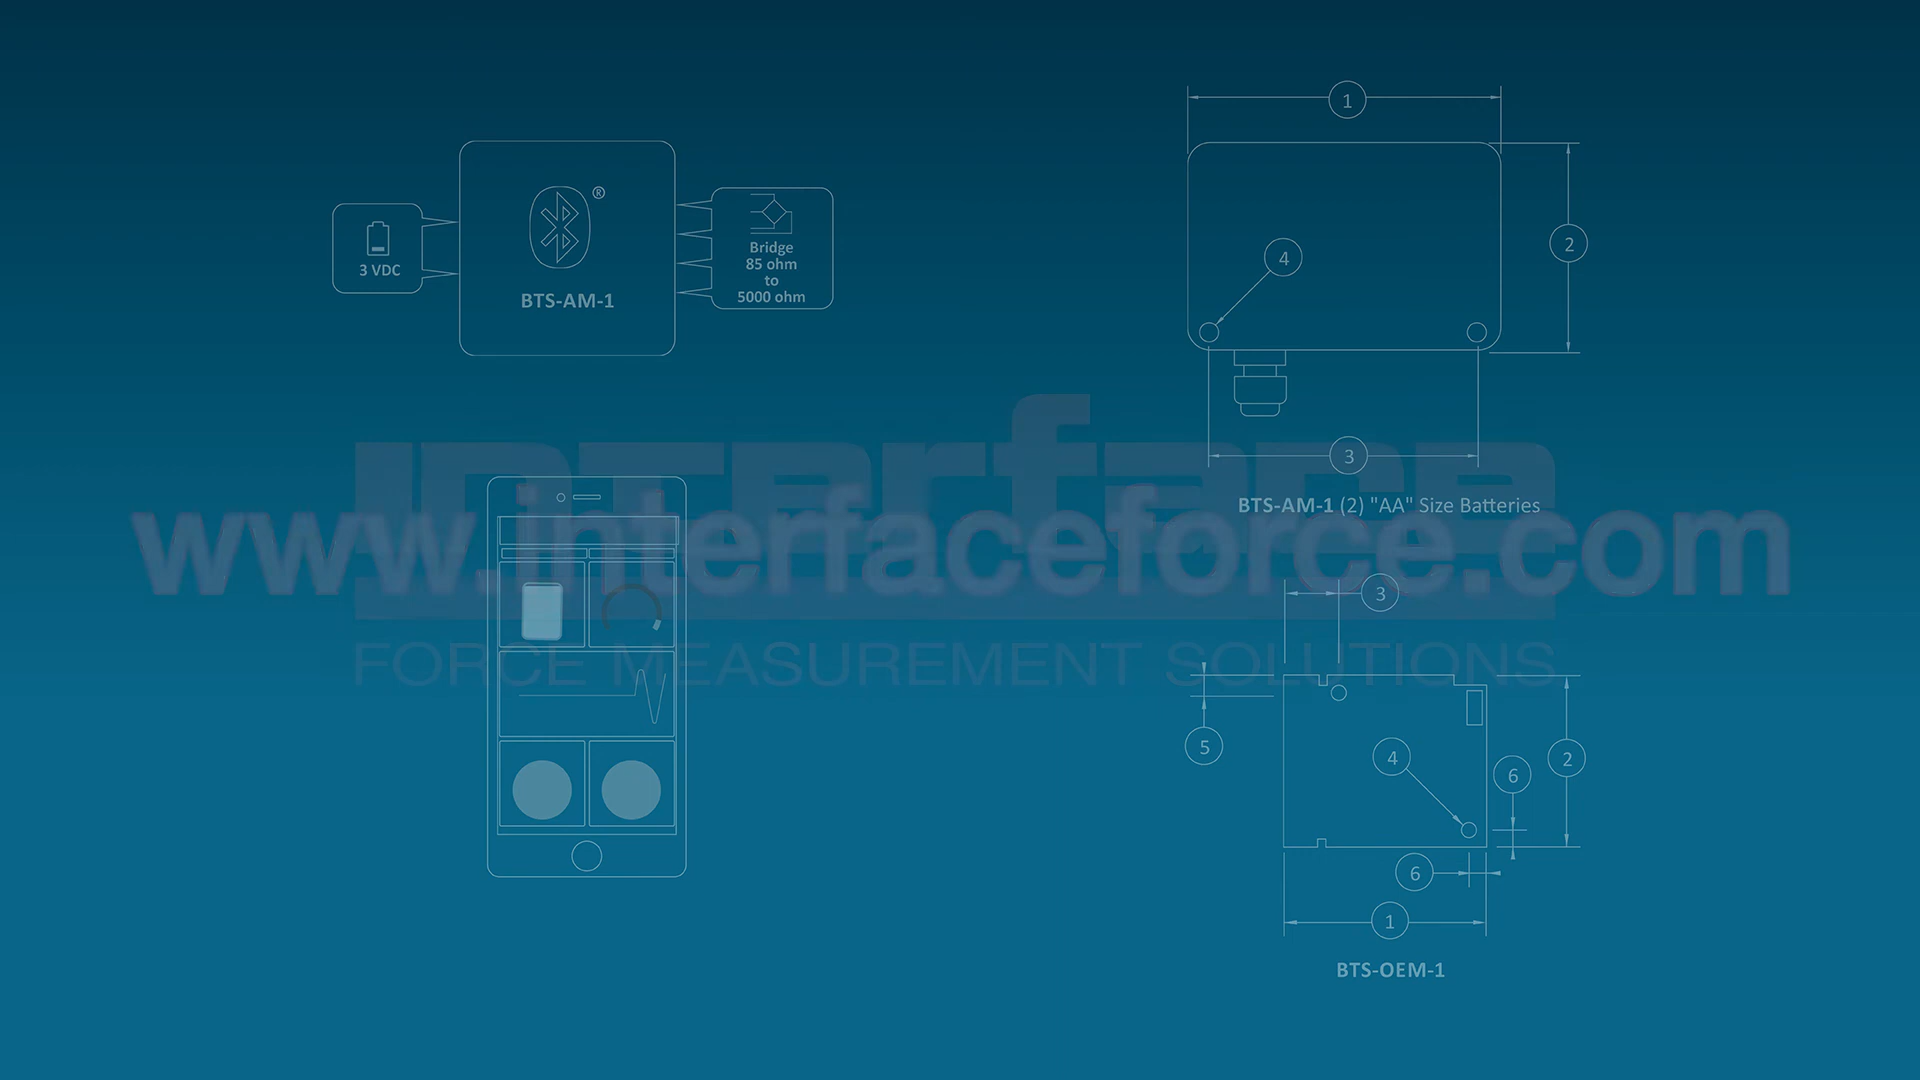 3 VDC
®
BTS-AM-1
Bridge
85 ohm
to
5000 ohm
1
2
4
3
BTS-AM-1 (2) "AA" Size Batteries
interface
www.interfaceforce.com
FORCE MEASUREMENT SOLUTIONS
3
5
4
6
2
6
1
BTS-OEM-1